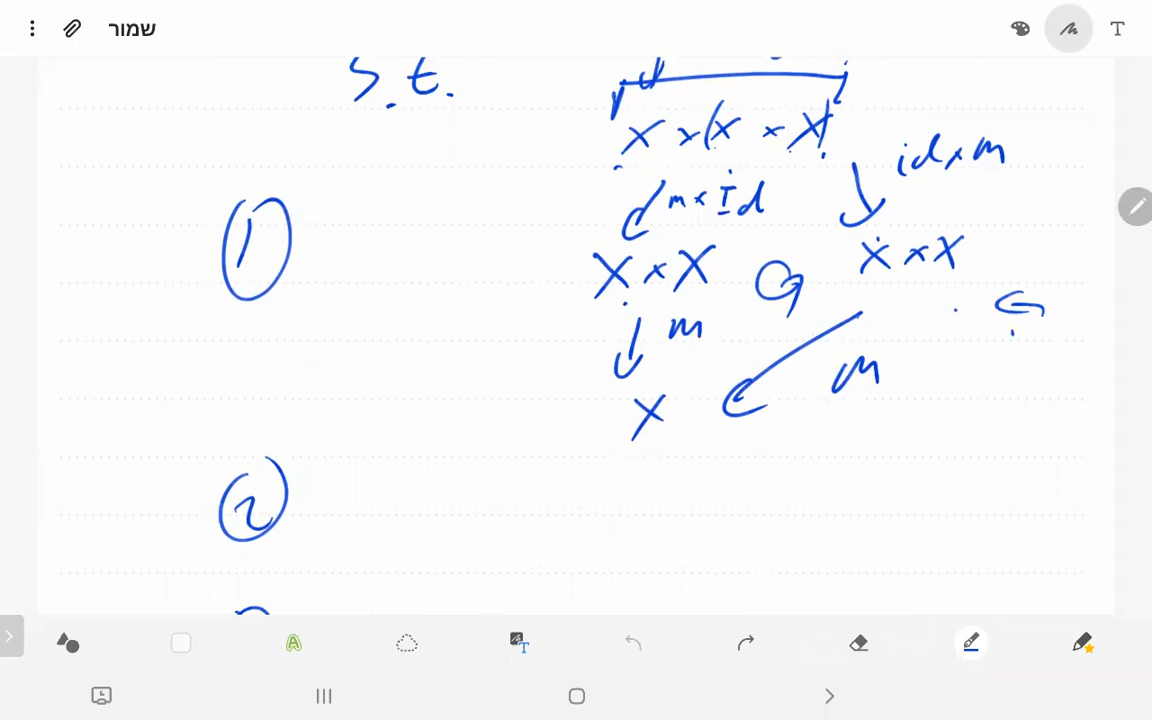 שמור
T
s.t.
X × (X × X)
m × Id
id × m
X × X
X × X
①
m
m
X
②
A
T